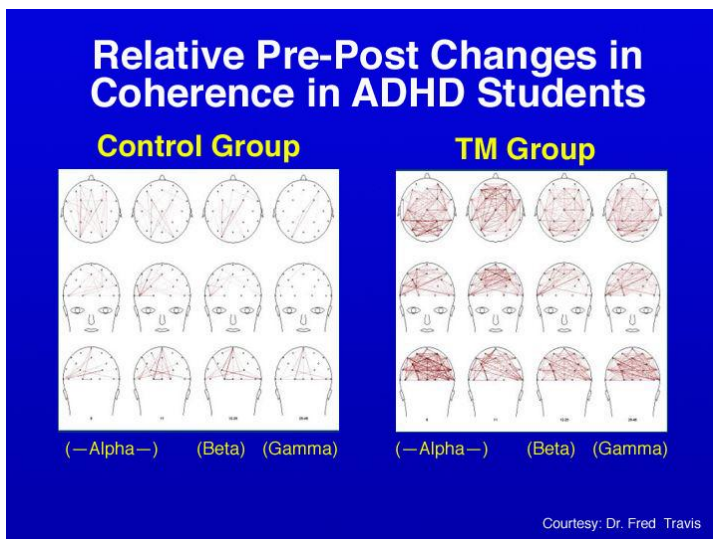 Relative Pre-Post Changes in
Coherence in ADHD Students
Control Group
TM Group
(—Alpha—) (Beta) (Gamma)
(—Alpha—) (Beta) (Gamma)
Courtesy: Dr. Fred Travis